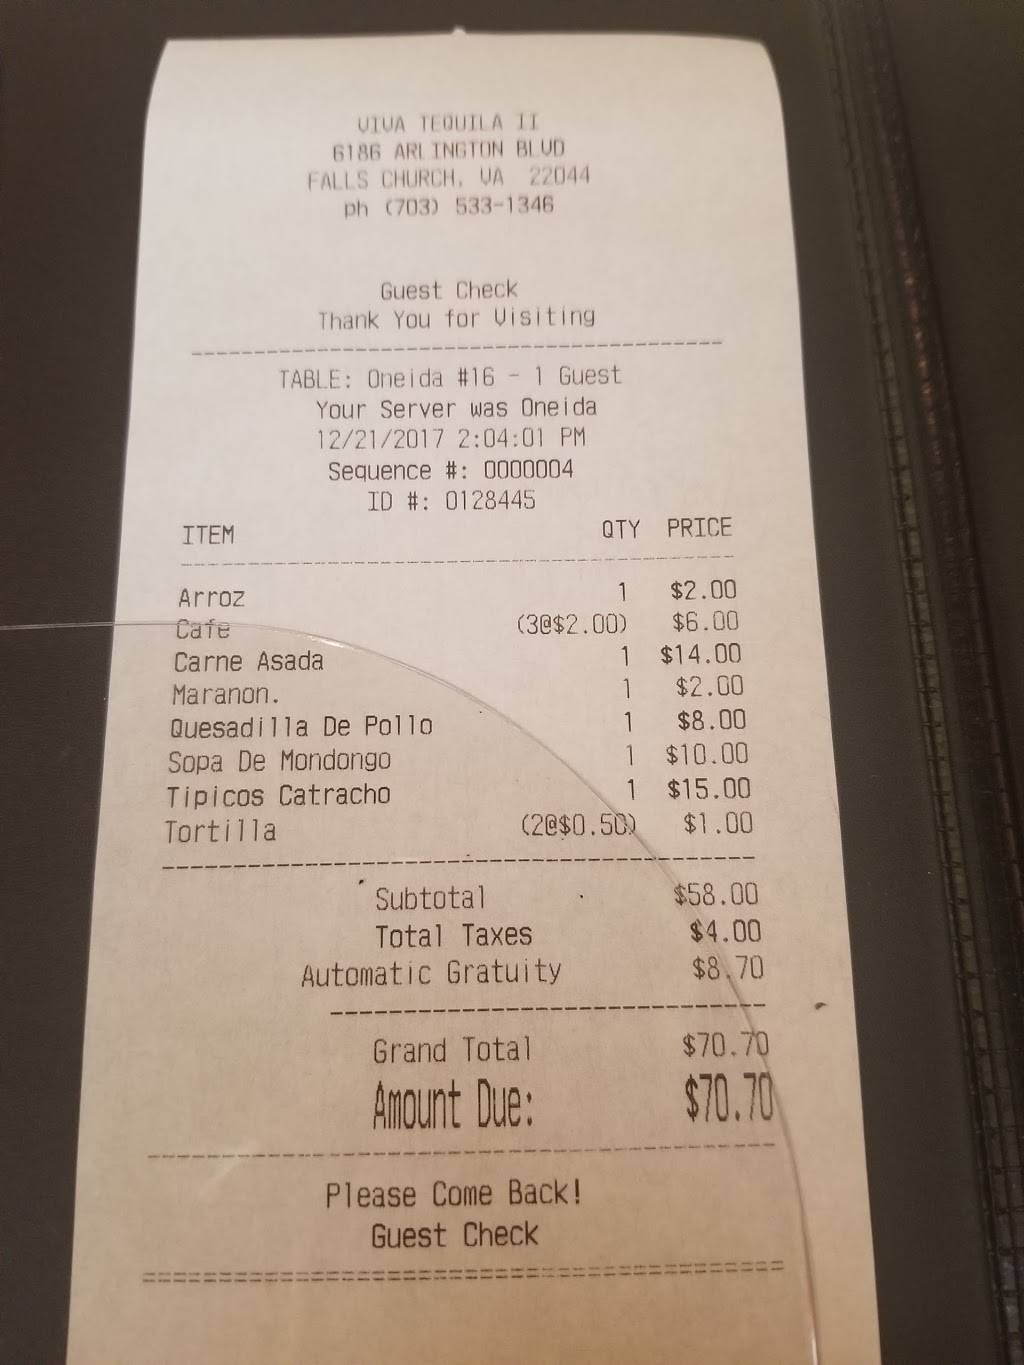 VIVA TEQUILA II
6186 ARLINGTON BLVD
FALLS CHURCH, VA 22044
ph (703) 533-1346
Guest Check
Thank You for Visiting
TABLE: Oneida #16 - 1 Guest
Your Server was Oneida
12/21/2017 2:04:01 PM
Sequence #: 0000004
ID #: 0128445
ITEM QTY PRICE
Arroz 1 $2.00
Cafe (3@$2.00) $6.00
Carne Asada 1 $14.00
Maranon. 1 $2.00
Quesadilla De Pollo 1 $8.00
Sopa De Mondongo 1 $10.00
Tipicos Catracho 1 $15.00
Tortilla (2@$0.50) $1.00
Subtotal $58.00
Total Taxes $4.00
Automatic Gratuity $8.70
Grand Total $70.70
Amount Due: $70.70
Please Come Back!
Guest Check